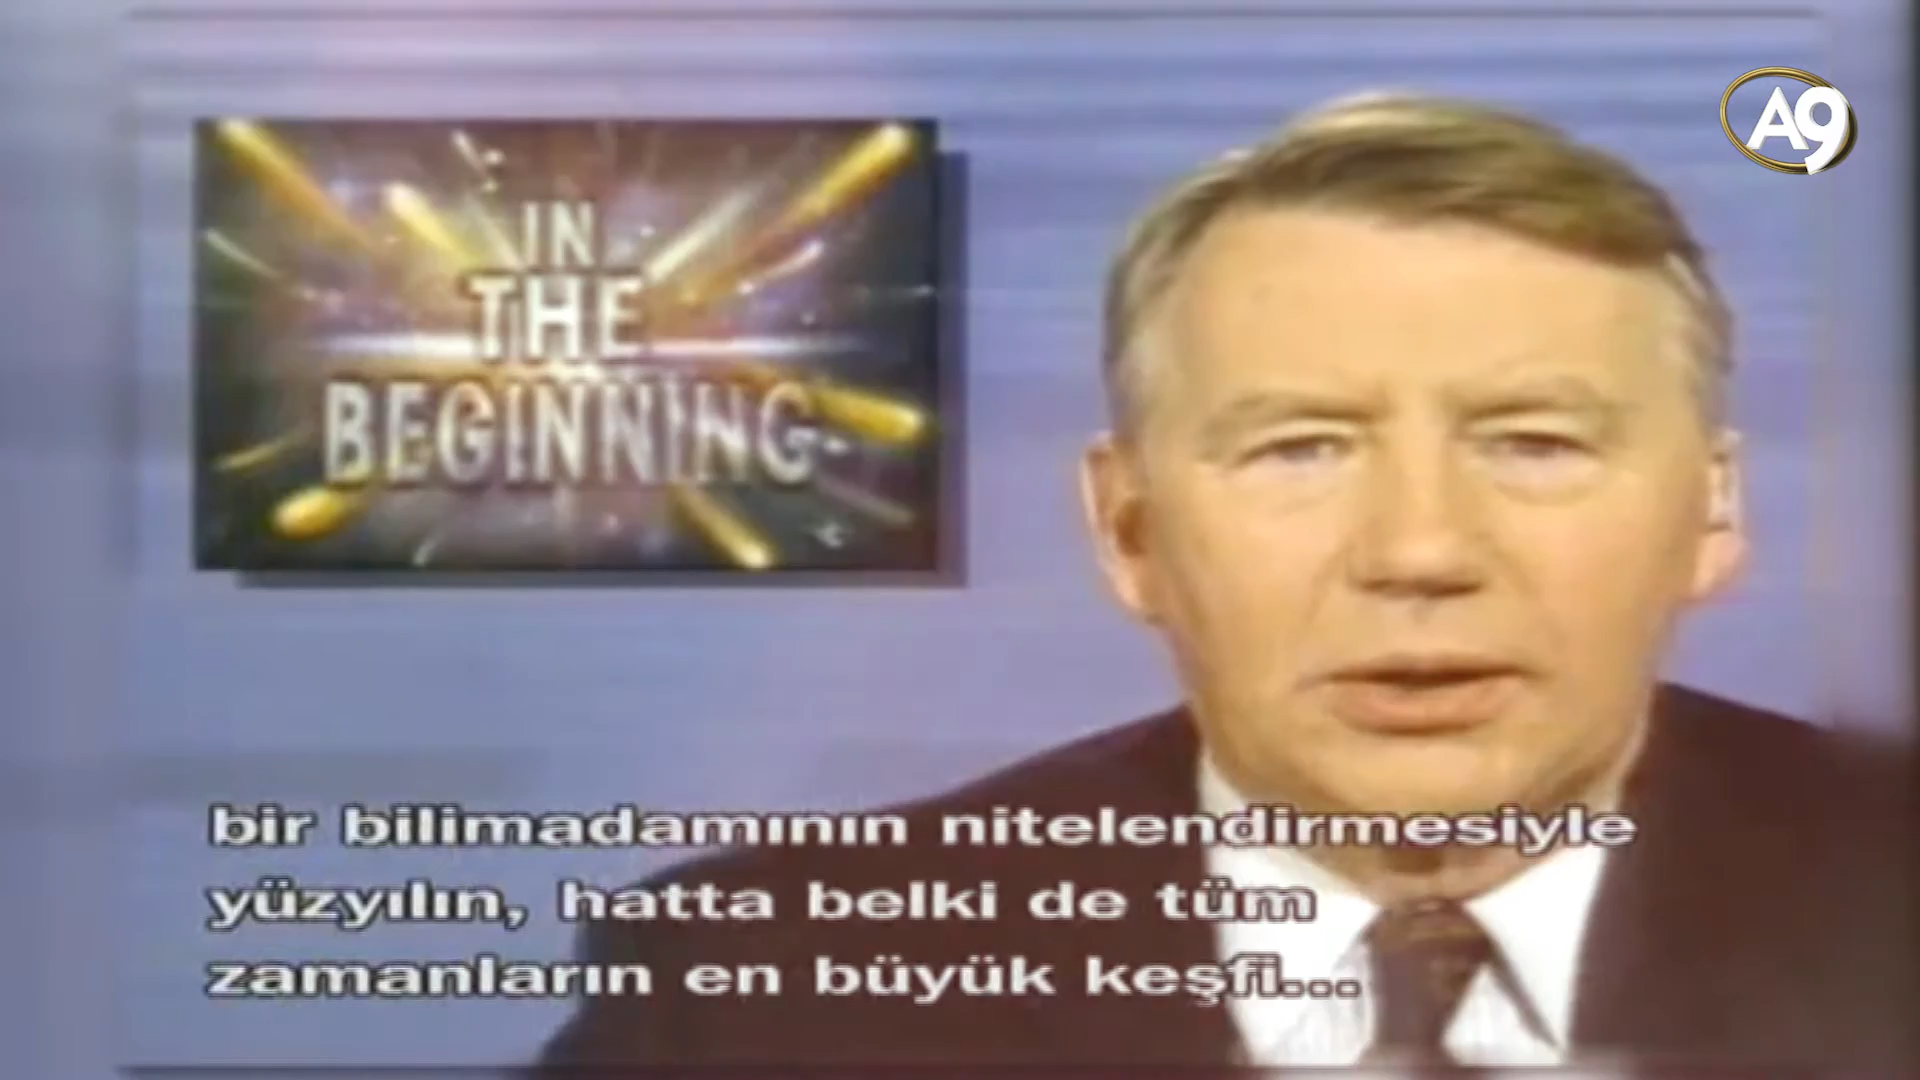 A9
IN
THE
BEGINNING
bir bilimadamının nitelendirmesiyle
yüzyılın, hatta belki de tüm
zamanların en büyük keşfi...